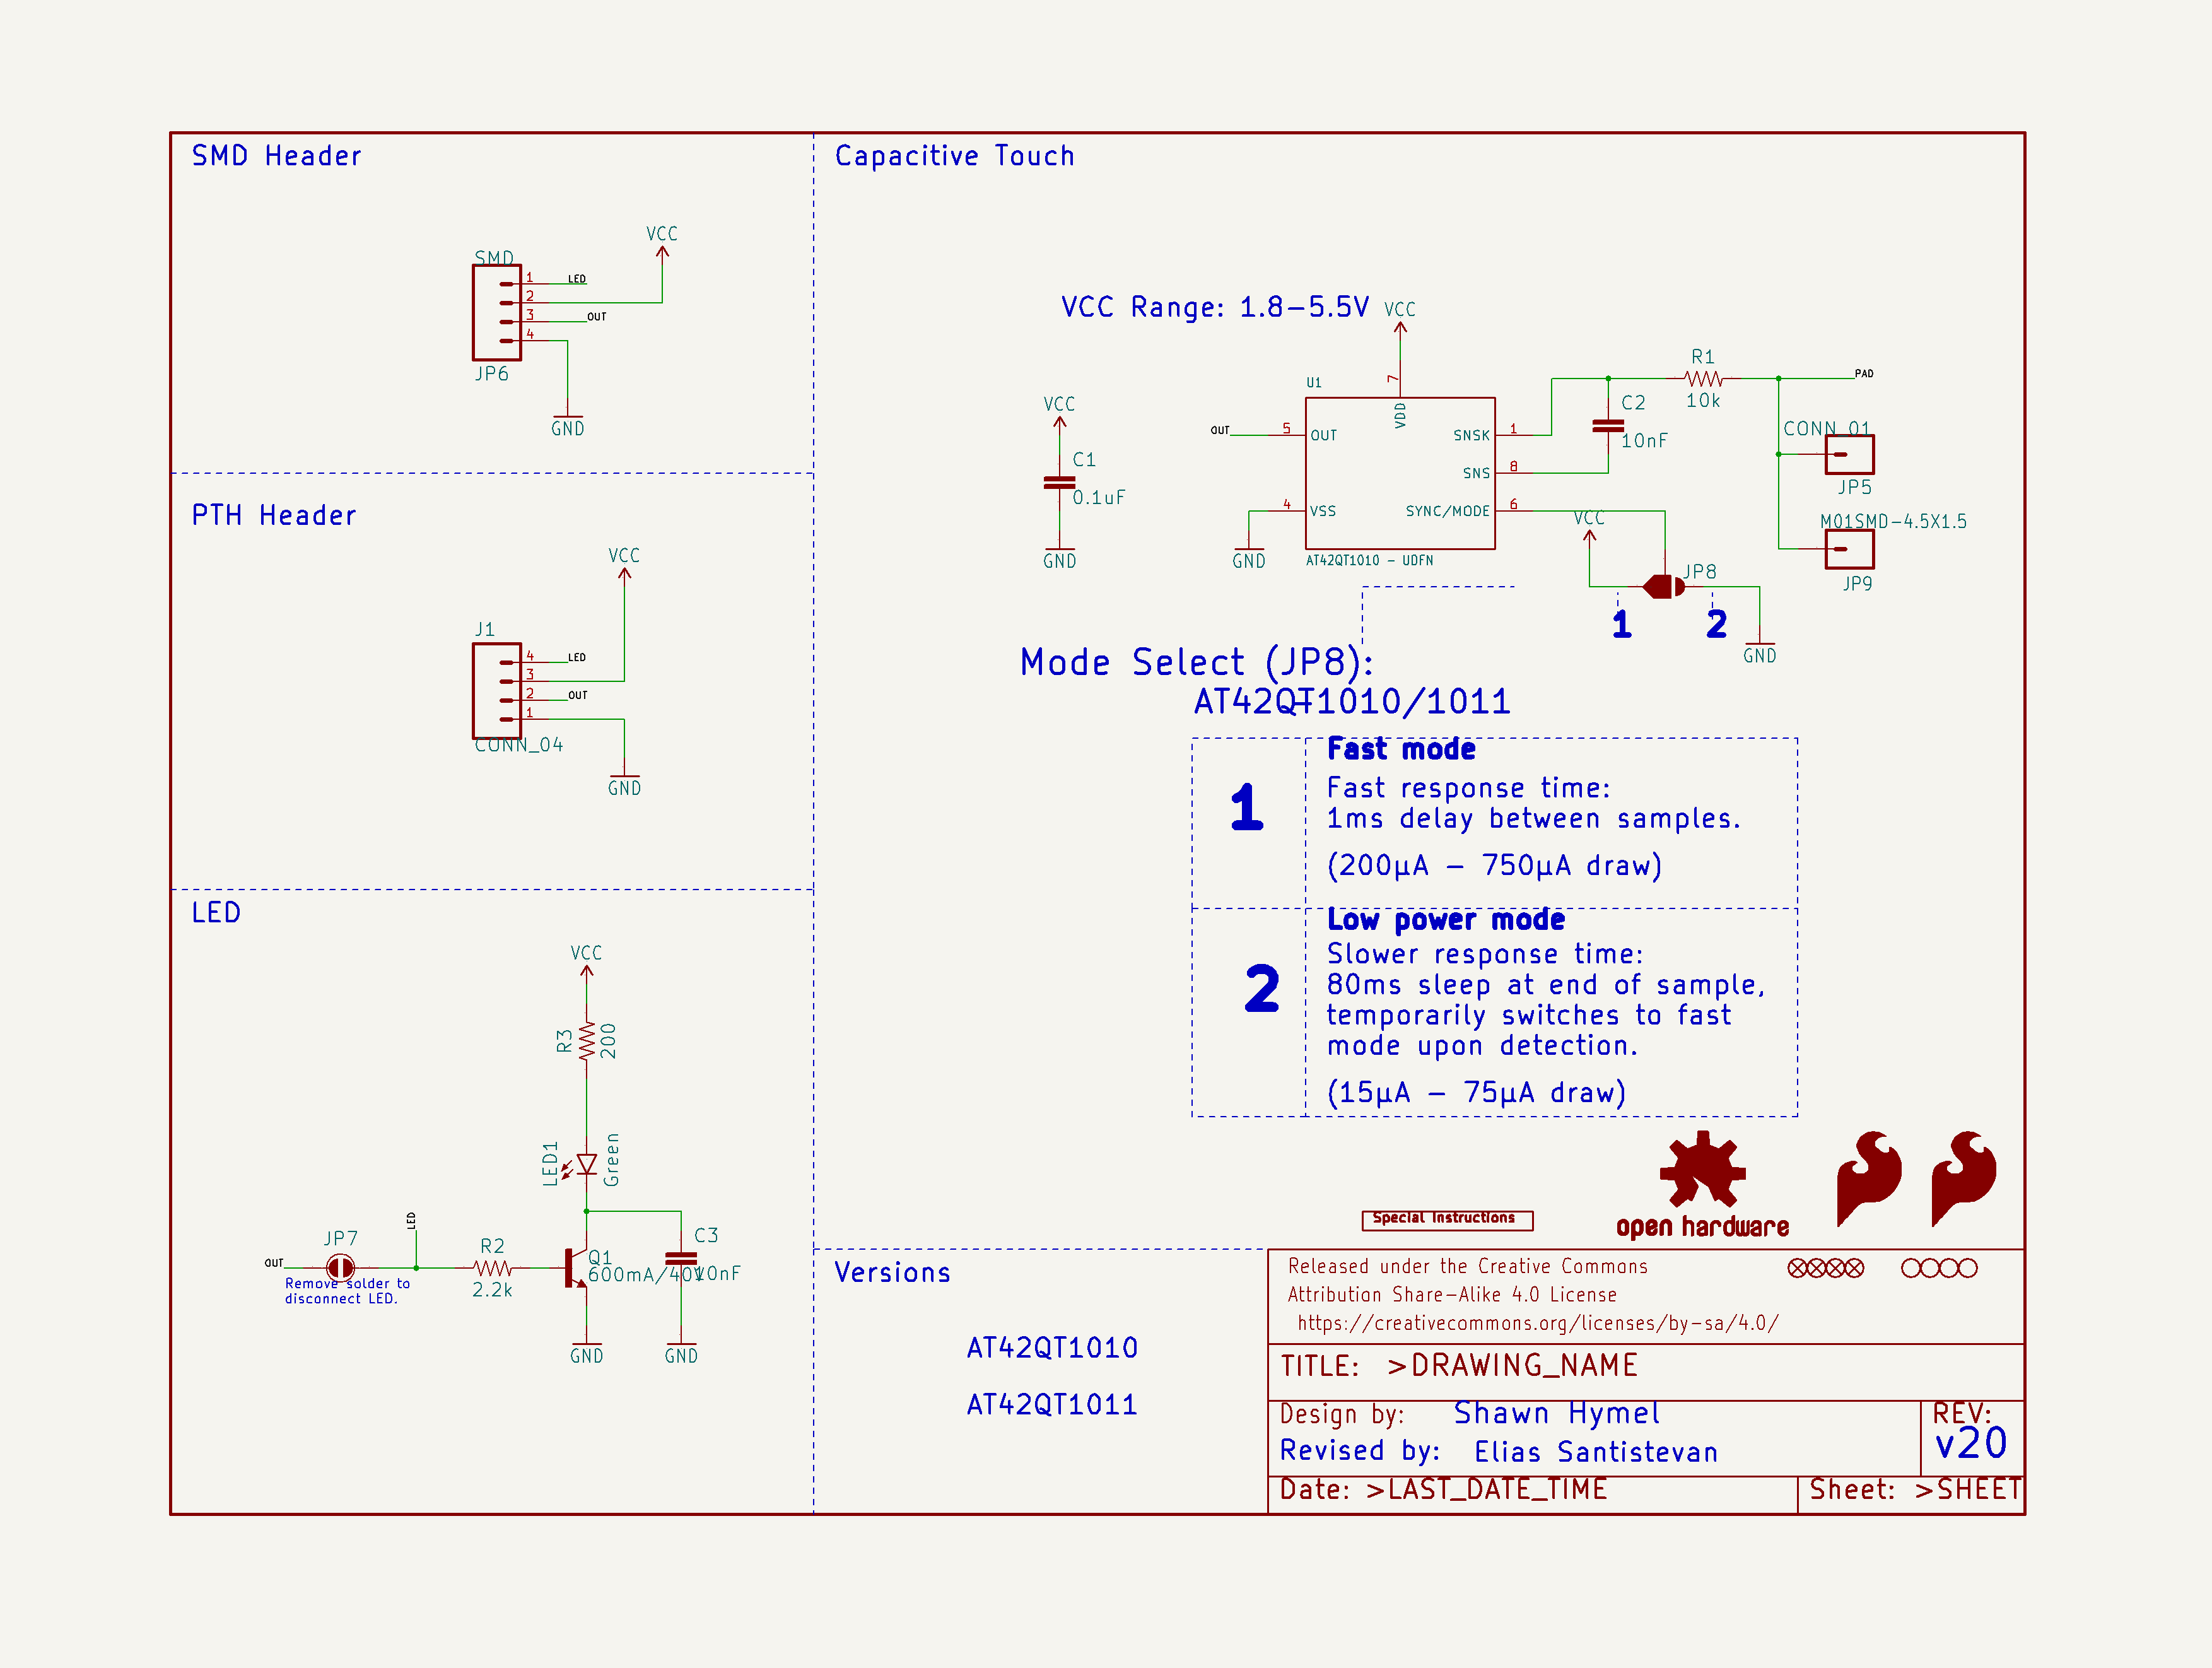 SMD Header
VCC
SMD
1
LED
2
3
OUT
4
JP6
GND
PTH Header
VCC
J1
4
LED
3
2
OUT
1
CONN_04
GND
LED
VCC
R3
200
LED1
Green
LED
JP7
OUT
Remove solder to
disconnect LED.
R2
2.2k
Q1
600mA/40V
C3
10nF
GND
GND
Capacitive Touch
VCC Range: 1.8-5.5V
VCC
VCC
C1
0.1uF
GND
U1
7
VDD
OUT
5
OUT
4
VSS
GND
SNSK
1
SNS
8
SYNC/MODE
6
AT42QT1010 - UDFN
C2
10nF
R1
10k
PAD
CONN_01
JP5
M01SMD-4.5X1.5
JP9
VCC
JP8
1
2
GND
Mode Select (JP8):
AT42QT1010/1011
1
Fast mode
Fast response time:
1ms delay between samples.
(200µA - 750µA draw)
2
Low power mode
Slower response time:
80ms sleep at end of sample,
temporarily switches to fast
mode upon detection.
(15µA - 75µA draw)
Special Instructions
open hardware
Versions
AT42QT1010
AT42QT1011
Released under the Creative Commons
Attribution Share-Alike 4.0 License
https://creativecommons.org/licenses/by-sa/4.0/
TITLE: >DRAWING_NAME
Design by: Shawn Hymel
Revised by: Elias Santistevan
REV:
v20
Date: >LAST_DATE_TIME
Sheet: >SHEET